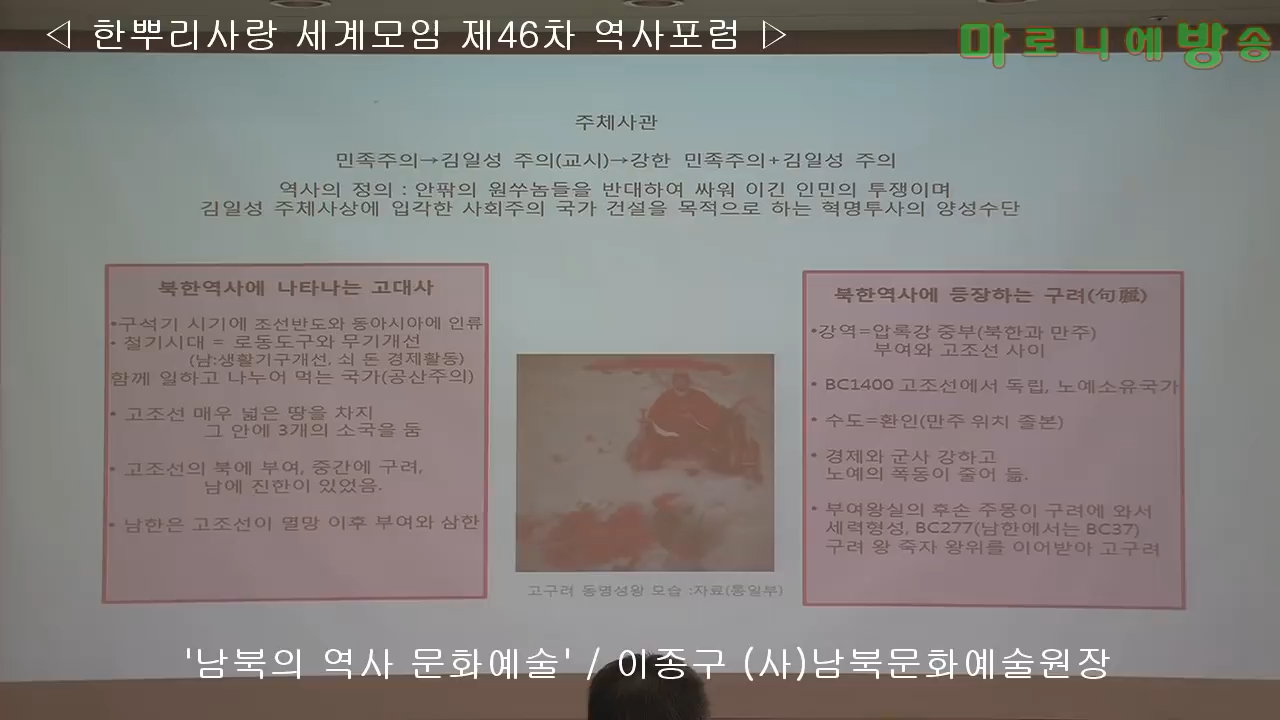 ◁ 한뿌리사랑 세계모임 제46차 역사포럼 ▷
마로니에방송
주체사관
민족주의→김일성 주의(교시)→강한 민족주의+김일성 주의
역사의 정의 : 안팎의 원쑤놈들을 반대하여 싸워 이긴 인민의 투쟁이며
김일성 주체사상에 입각한 사회주의 국가 건설을 목적으로 하는 혁명투사의 양성수단
북한역사에 나타나는 고대사
•구석기 시기에 조선반도와 동아시아에 인류
• 철기시대 = 로동도구와 무기개선
(남:생활기구개선, 쇠 돈 경제활동)
함께 일하고 나누어 먹는 국가(공산주의)
• 고조선 매우 넓은 땅을 차지
그 안에 3개의 소국을 둠
• 고조선의 북에 부여, 중간에 구려,
남에 진한이 있었음.
• 남한은 고조선이 멸망 이후 부여와 삼한
고구려 동명성왕 모습 :자료(통일부)
북한역사에 등장하는 구려(句麗)
•강역=압록강 중부(북한과 만주)
부여와 고조선 사이
• BC1400 고조선에서 독립, 노예소유국가
• 수도=환인(만주 위치 졸본)
• 경제와 군사 강하고
노예의 폭동이 줄어 듦.
• 부여왕실의 후손 주몽이 구려에 와서
세력형성, BC277(남한에서는 BC37)
구려 왕 죽자 왕위를 이어받아 고구려
'남북의 역사 문화예술' / 이종구 (사)남북문화예술원장